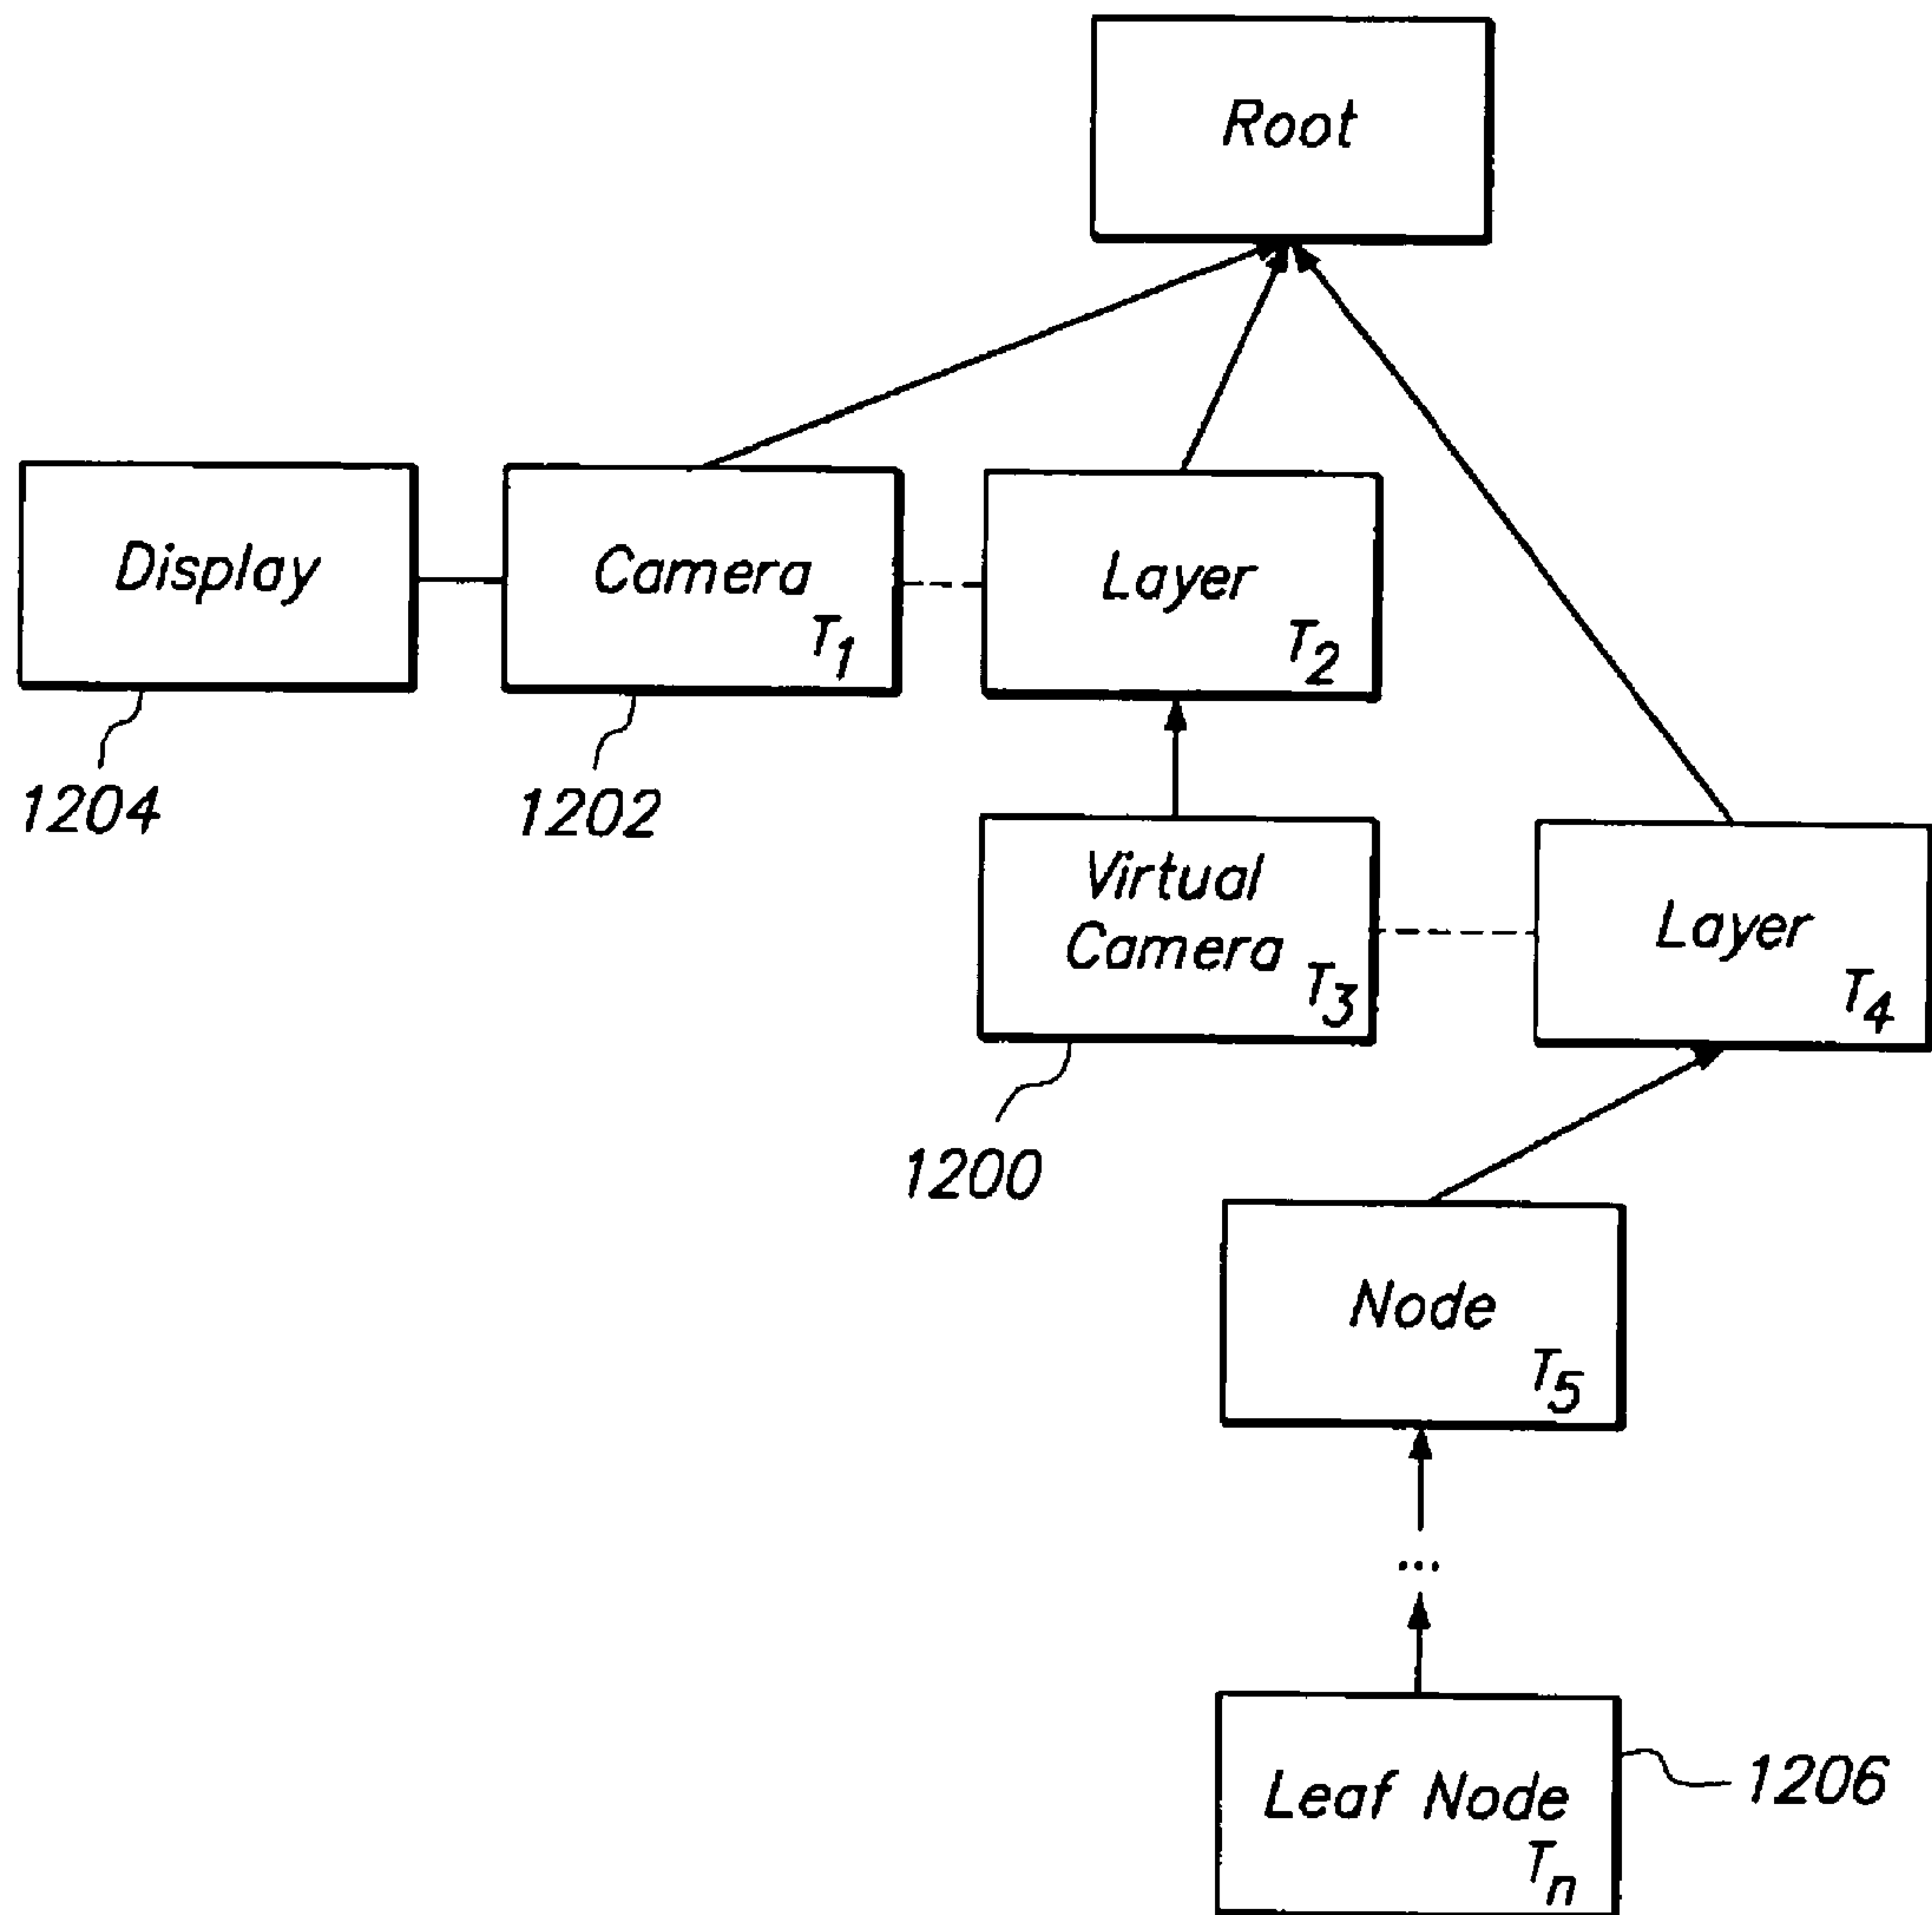 Root
Display
Camera
T1
Layer
T2
1204
1202
Virtual
Camera
T3
Layer
T4
1200
Node
T5
...
Leaf Node
Tn
1206